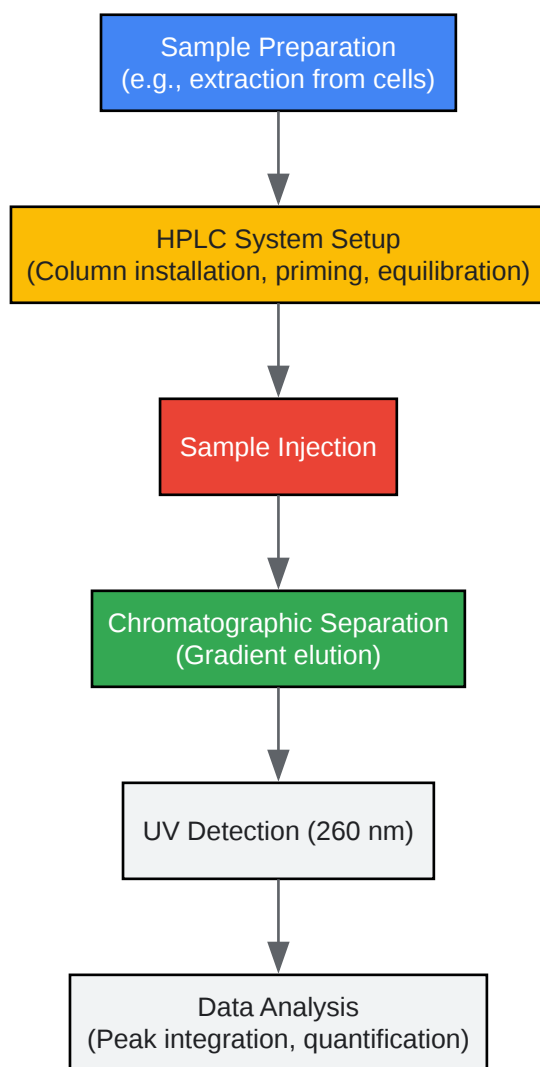 Sample Preparation
(e.g., extraction from cells)
HPLC System Setup
(Column installation, priming, equilibration)
Sample Injection
Chromatographic Separation
(Gradient elution)
UV Detection (260 nm)
Data Analysis
(Peak integration, quantification)